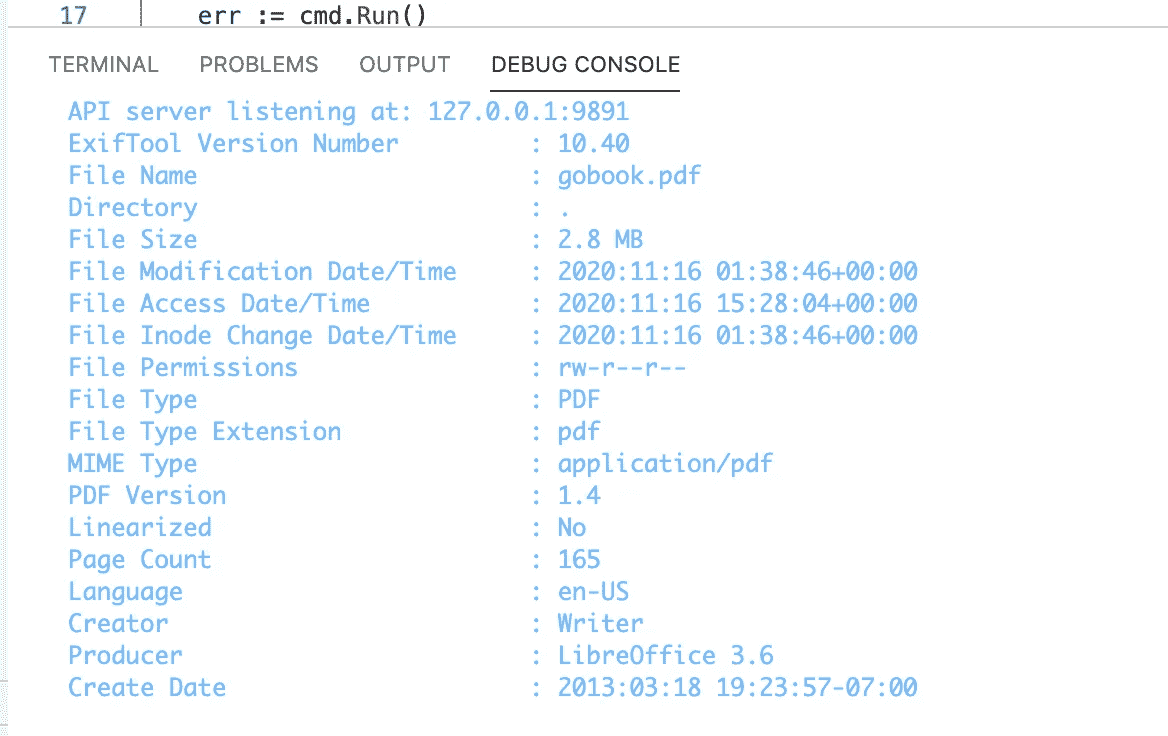 17 err := cmd.Run()
TERMINAL PROBLEMS OUTPUT DEBUG CONSOLE
API server listening at: 127.0.0.1:9891
ExifTool Version Number : 10.40
File Name : gobook.pdf
Directory : .
File Size : 2.8 MB
File Modification Date/Time : 2020:11:16 01:38:46+00:00
File Access Date/Time : 2020:11:16 15:28:04+00:00
File Inode Change Date/Time : 2020:11:16 01:38:46+00:00
File Permissions : rw-r--r--
File Type : PDF
File Type Extension : pdf
MIME Type : application/pdf
PDF Version : 1.4
Linearized : No
Page Count : 165
Language : en-US
Creator : Writer
Producer : LibreOffice 3.6
Create Date : 2013:03:18 19:23:57-07:00